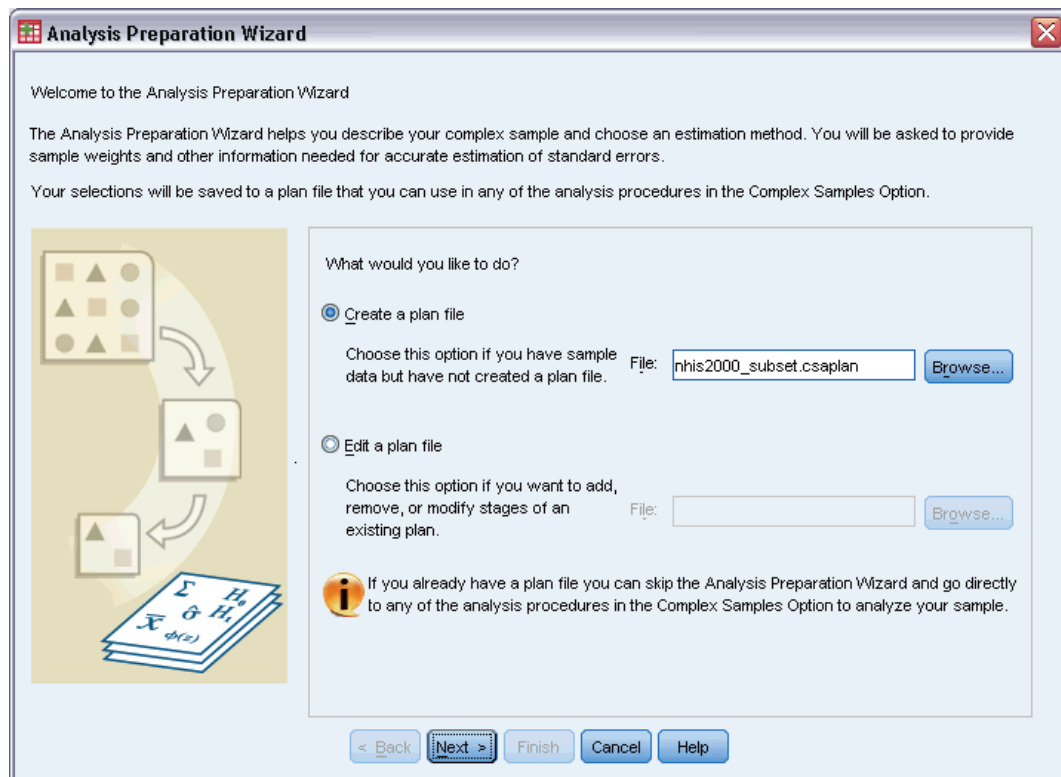 Analysis Preparation Wizard
Welcome to the Analysis Preparation Wizard
The Analysis Preparation Wizard helps you describe your complex sample and choose an estimation method. You will be asked to provide
sample weights and other information needed for accurate estimation of standard errors.
Your selections will be saved to a plan file that you can use in any of the analysis procedures in the Complex Samples Option.
What would you like to do?
Create a plan file
Choose this option if you have sample
data but have not created a plan file.
File: nhis2000_subset.csaplan Browse...
Edit a plan file
Choose this option if you want to add,
remove, or modify stages of an
existing plan.
File: Browse...
If you already have a plan file you can skip the Analysis Preparation Wizard and go directly
to any of the analysis procedures in the Complex Samples Option to analyze your sample.
Σ H₀
x̄ σ̂ H₁
φ(z)
< Back Next > Finish Cancel Help